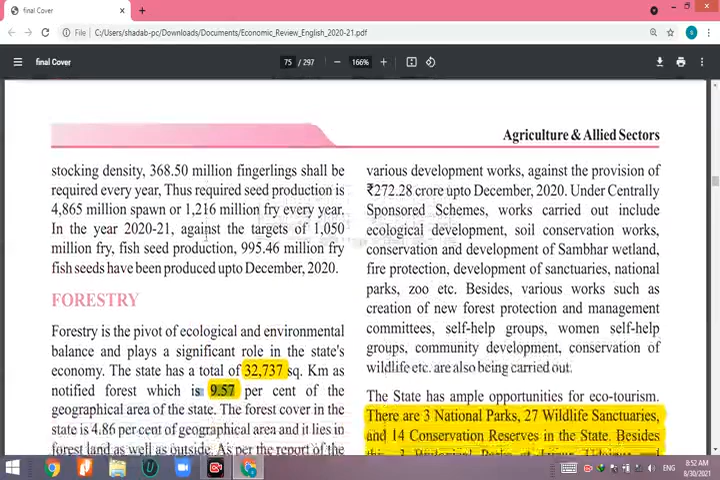 final Cover
File
C:/Users/shadab-pc/Downloads/Documents/Economic_Review_English_2020-21.pdf
final Cover
75 / 297
166%
Agriculture & Allied Sectors
stocking density, 368.50 million fingerlings shall be
required every year, Thus required seed production is
4,865 million spawn or 1,216 million fry every year.
In the year 2020-21, against the targets of 1,050
million fry, fish seed production, 995.46 million fry
fish seeds have been produced upto December, 2020.
FORESTRY
Forestry is the pivot of ecological and environmental
balance and plays a significant role in the state's
economy. The state has a total of 32,737 sq. Km as
notified forest which is 9.57 per cent of the
geographical area of the state. The forest cover in the
state is 4.86 per cent of geographical area and it lies in
forest land as well as outside. As per the report of the
various development works, against the provision of
₹272.28 crore upto December, 2020. Under Centrally
Sponsored Schemes, works carried out include
ecological development, soil conservation works,
conservation and development of Sambhar wetland,
fire protection, development of sanctuaries, national
parks, zoo etc. Besides, various works such as
creation of new forest protection and management
committees, self-help groups, women self-help
groups, community development, conservation of
wildlife etc. are also being carried out.
The State has ample opportunities for eco-tourism.
There are 3 National Parks, 27 Wildlife Sanctuaries,
and 14 Conservation Reserves in the State. Besides
8:52 AM
8/30/2021